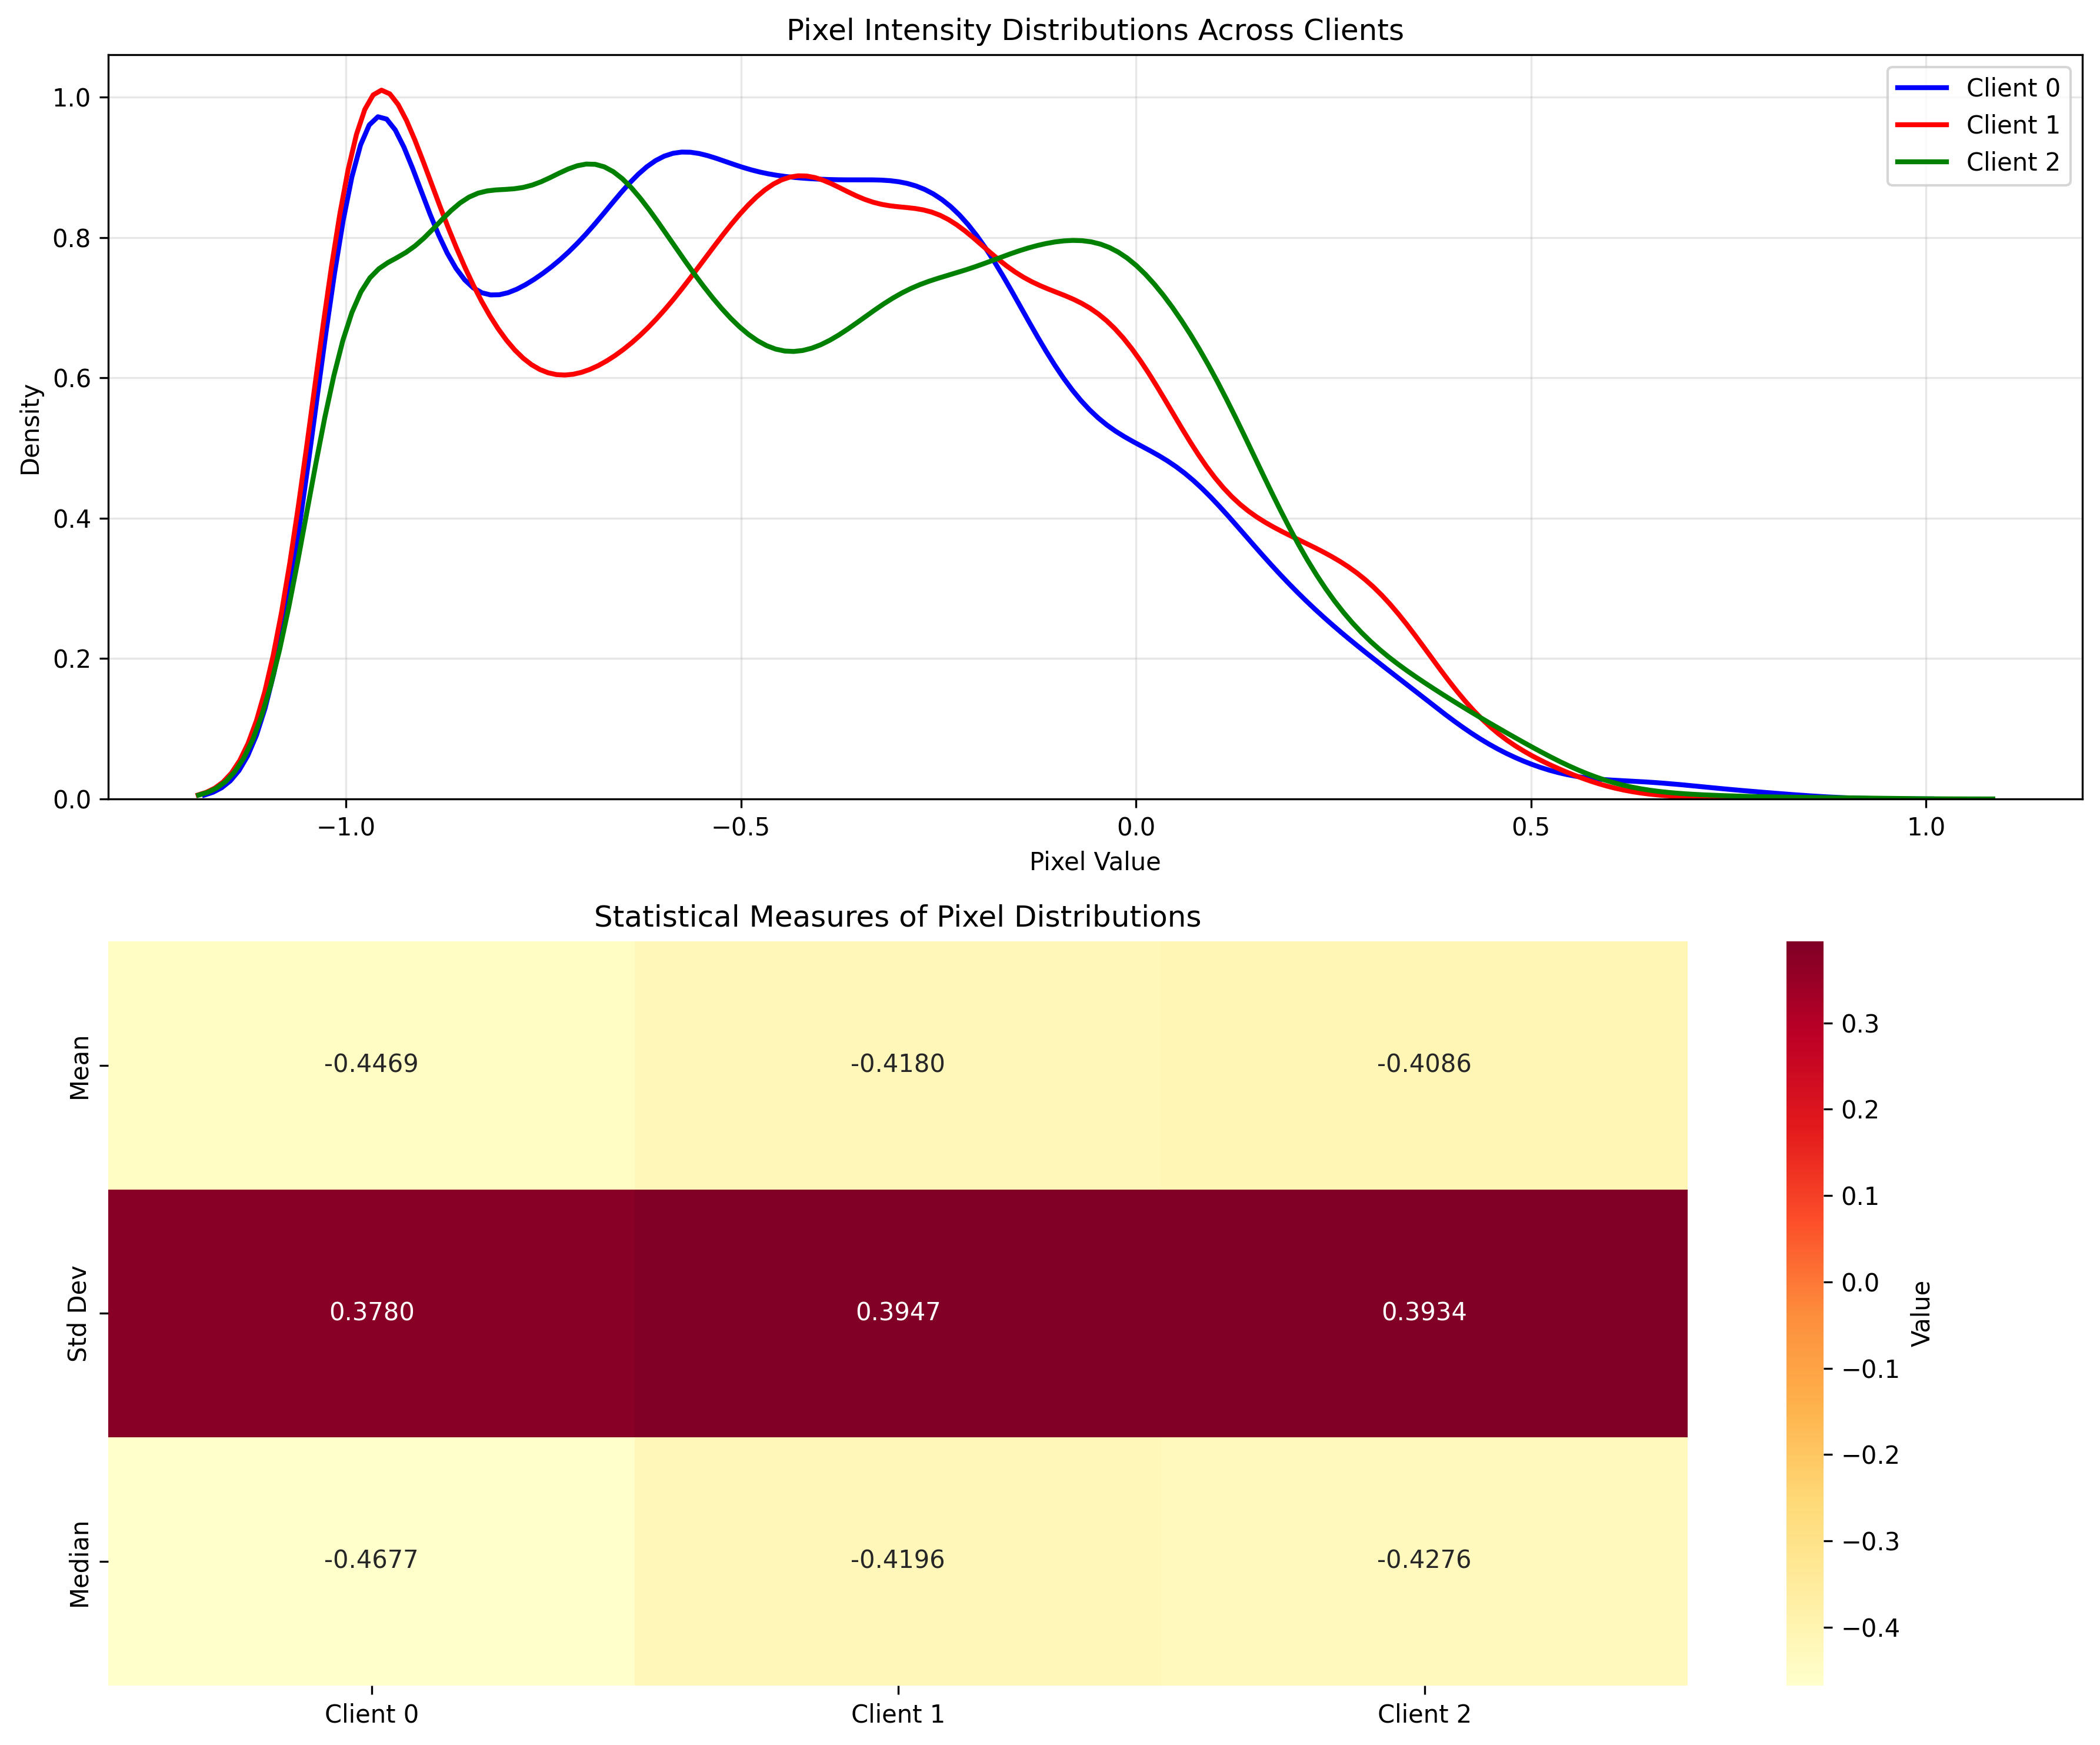 Pixel Intensity Distributions Across Clients
Client 0
Client 1
Client 2
1.0
0.8
0.6
0.4
0.2
0.0
Density
−1.0 −0.5 0.0 0.5 1.0
Pixel Value
Statistical Measures of Pixel Distributions
Mean
-0.4469 -0.4180 -0.4086
Std Dev
0.3780 0.3947 0.3934
Median
-0.4677 -0.4196 -0.4276
Client 0 Client 1 Client 2
0.3
0.2
0.1
0.0
−0.1
−0.2
−0.3
−0.4
Value